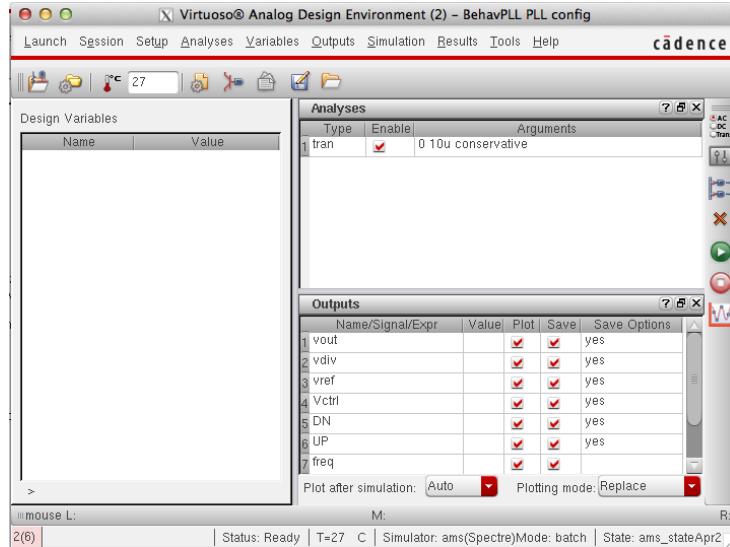 Virtuoso® Analog Design Environment (2) – BehavPLL PLL config
Launch Session Setup Analyses Variables Outputs Simulation Results Tools Help cādence
°C 27
Design Variables
Name Value
Analyses
Type Enable Arguments
1 tran 0 10u conservative
AC
DC
Tran
Outputs
Name/Signal/Expr Value Plot Save Save Options
1 vout yes
2 vdiv yes
3 vref yes
4 Vctrl yes
5 DN yes
6 UP yes
7 freq
Plot after simulation: Auto Plotting mode: Replace
>
mouse L: M: R:
2(6) Status: Ready T=27 C Simulator: ams(Spectre)Mode: batch State: ams_stateApr2